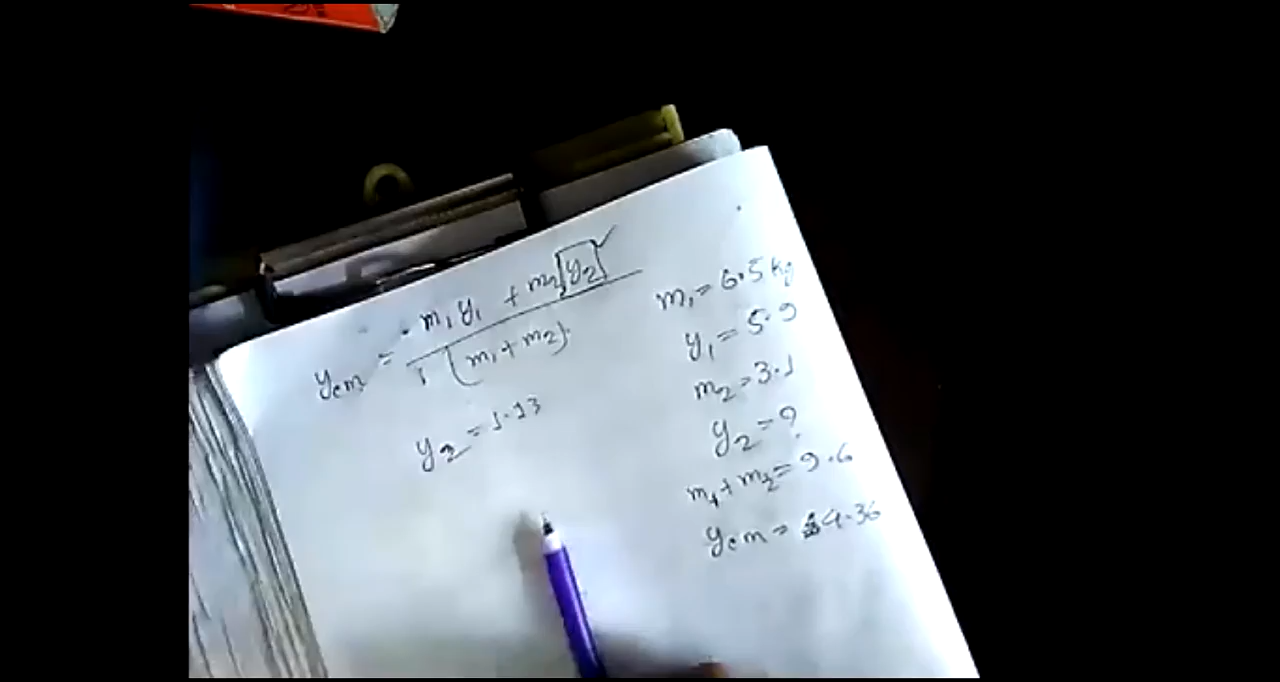 y_cm = m₁y₁ + m₂y₂ / (m₁ + m₂)
y₂ = 1.13
m₁ = 6.5 kg
y₁ = 5.9
m₂ = 3.1
y₂ = ?
m₁ + m₂ = 9.6
y_cm = 4.36